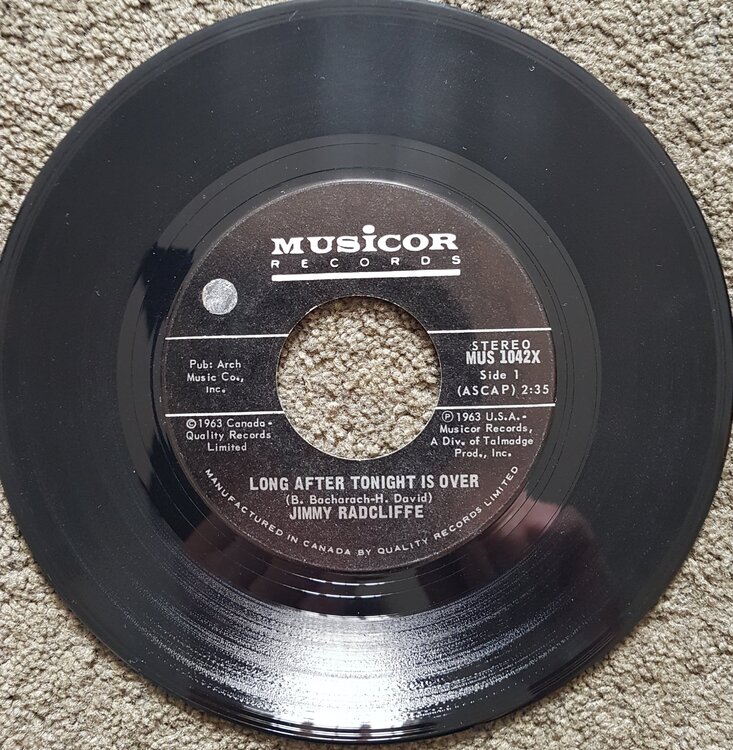 MUSiCOR
RECORDS
STEREO
MUS 1042X
Side 1
(ASCAP) 2:35
Pub: Arch
Music Co.,
Inc.
©1963 Canada-
Quality Records
Limited
℗1963 U.S.A.-
Musicor Records,
A Div. of Talmadge
Prod., Inc.
LONG AFTER TONIGHT IS OVER
(B. Bacharach-H. David)
JIMMY RADCLIFFE
MANUFACTURED IN CANADA BY QUALITY RECORDS LIMITED